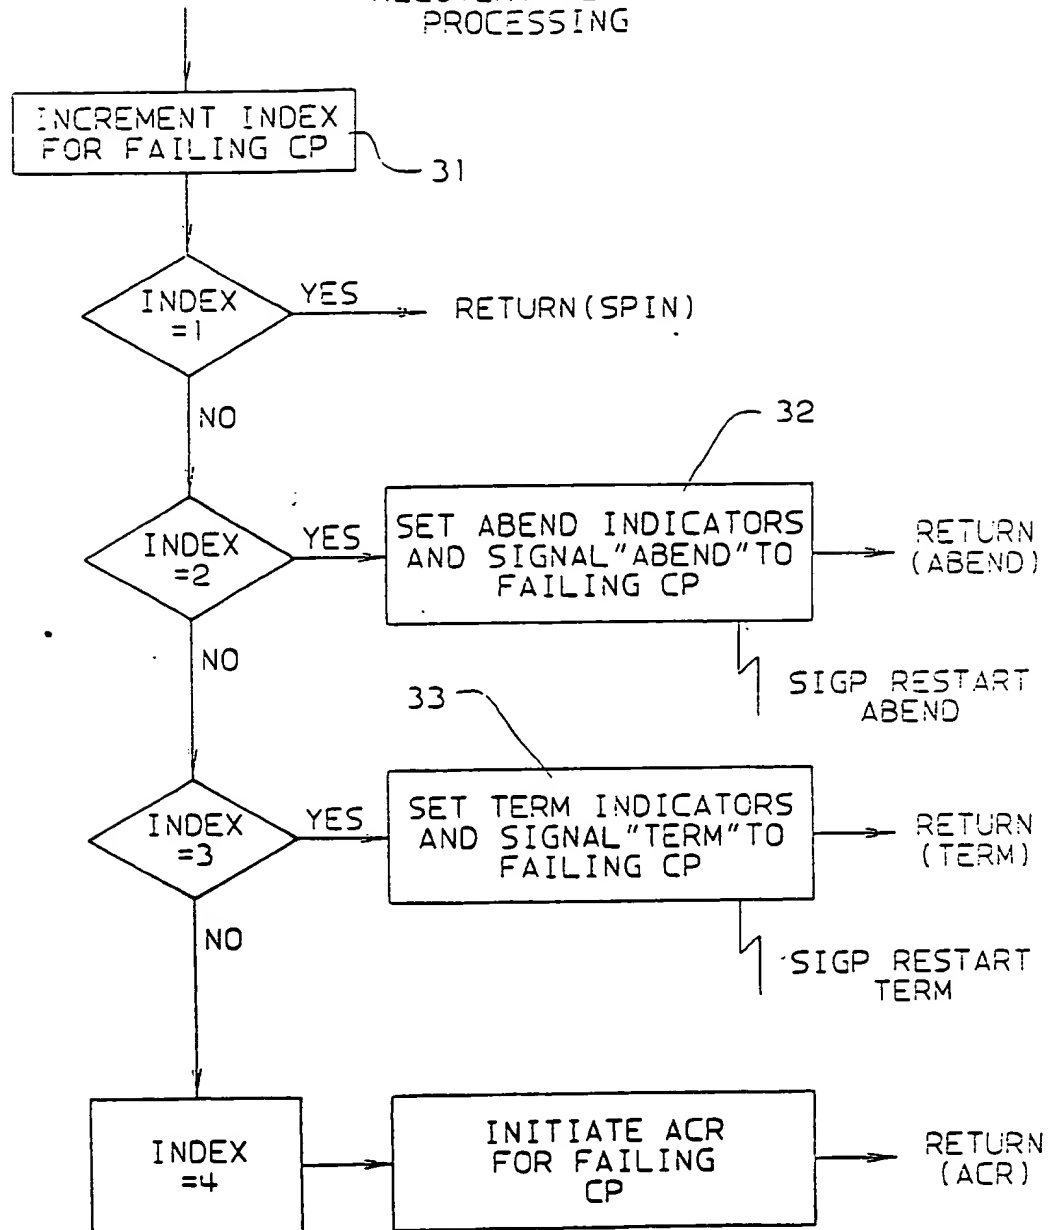 PROCESSING
INCREMENT INDEX
FOR FAILING CP
31
INDEX
=1
YES
RETURN(SPIN)
NO
32
INDEX
=2
YES
SET ABEND INDICATORS
AND SIGNAL"ABEND"TO
FAILING CP
RETURN
(ABEND)
NO
SIGP RESTART
ABEND
33
INDEX
=3
YES
SET TERM INDICATORS
AND SIGNAL"TERM"TO
FAILING CP
RETURN
(TERM)
NO
SIGP RESTART
TERM
INDEX
=4
INITIATE ACR
FOR FAILING
CP
RETURN
(ACR)